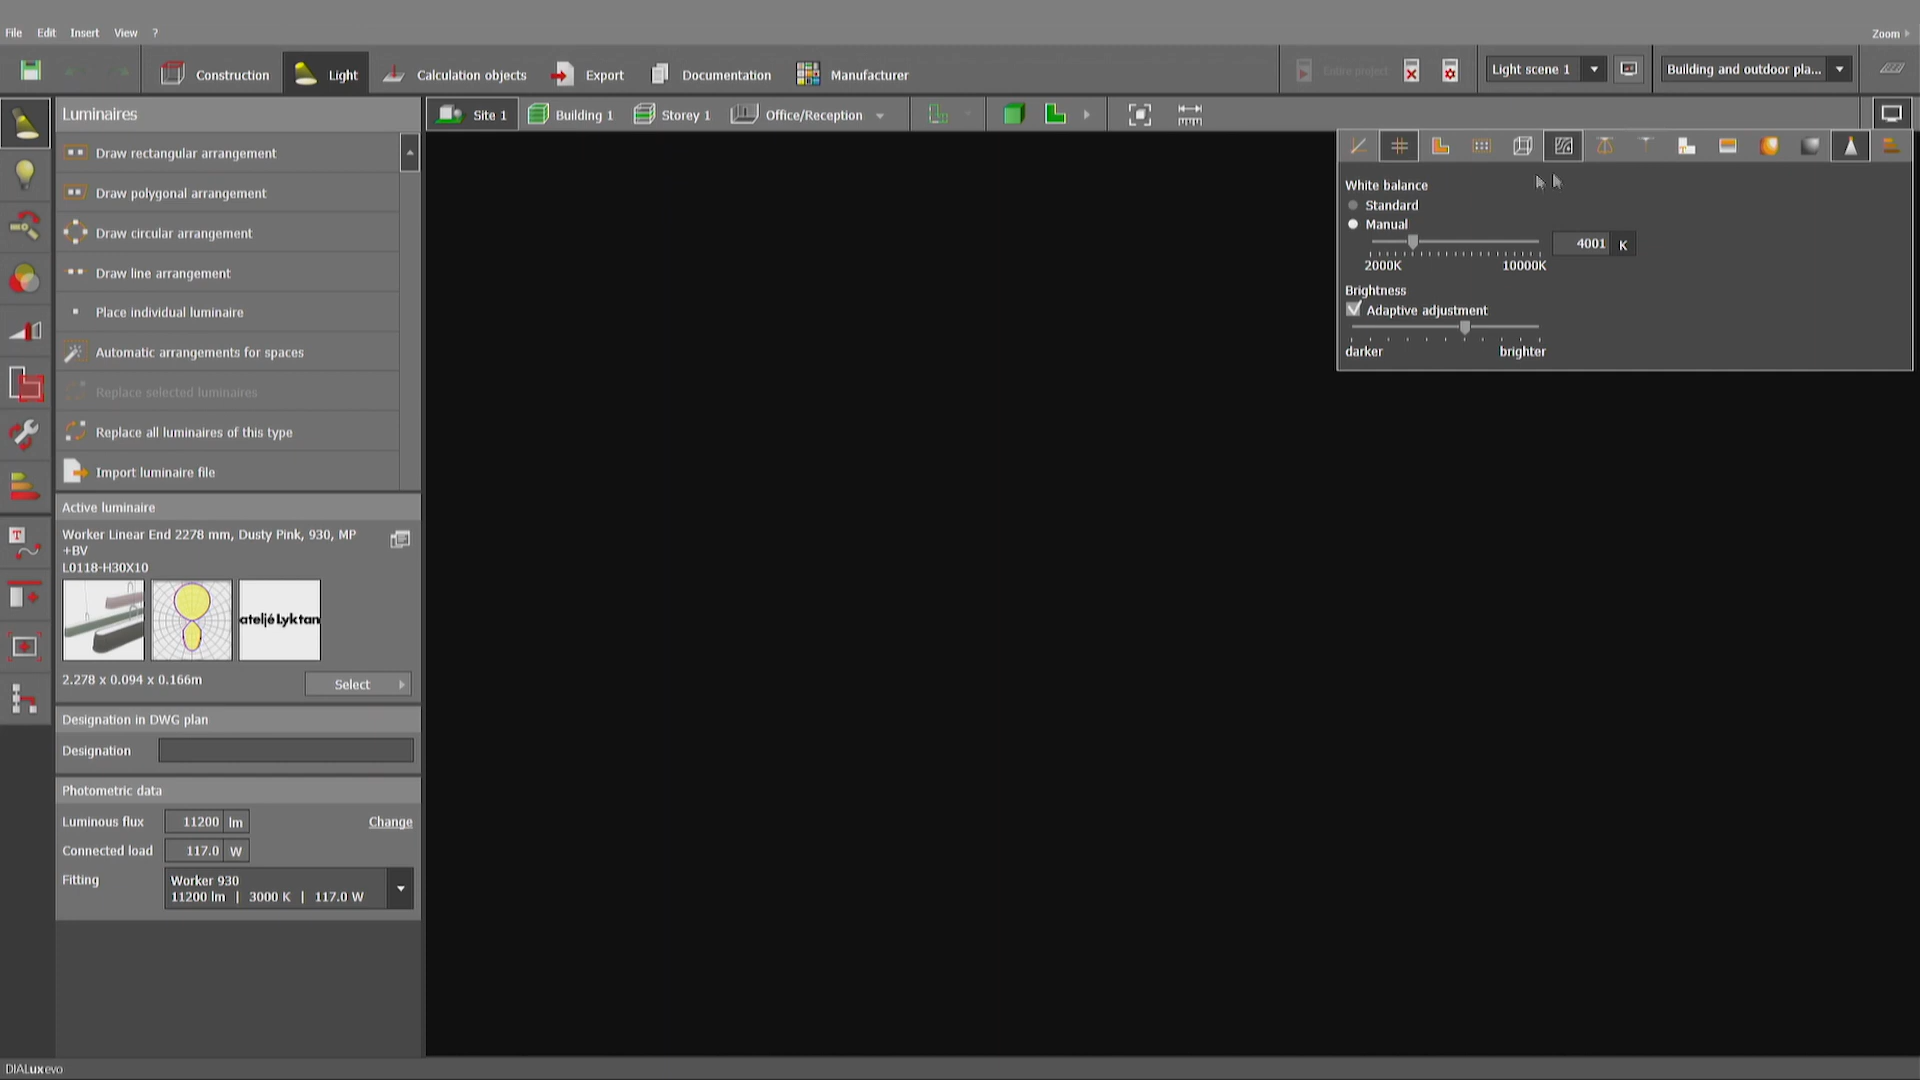 File Edit Insert View ?
Zoom
Construction Light Calculation objects Export Documentation Manufacturer
Entire project Light scene 1 Building and outdoor pla...
Luminaires
Site 1 Building 1 Storey 1 Office/Reception
Draw rectangular arrangement
Draw polygonal arrangement
Draw circular arrangement
Draw line arrangement
Place individual luminaire
Automatic arrangements for spaces
Replace selected luminaires
Replace all luminaires of this type
Import luminaire file
White balance
Standard
Manual
4001 K
2000K 10000K
Brightness
Adaptive adjustment
darker brighter
Active luminaire
Worker Linear End 2278 mm, Dusty Pink, 930, MP
+BV
L0118-H30X10
ateljé Lyktan
2.278 x 0.094 x 0.166m
Select
Designation in DWG plan
Designation
Photometric data
Luminous flux 11200 lm Change
Connected load 117.0 W
Fitting Worker 930
11200 lm | 3000 K | 117.0 W
DIALux evo